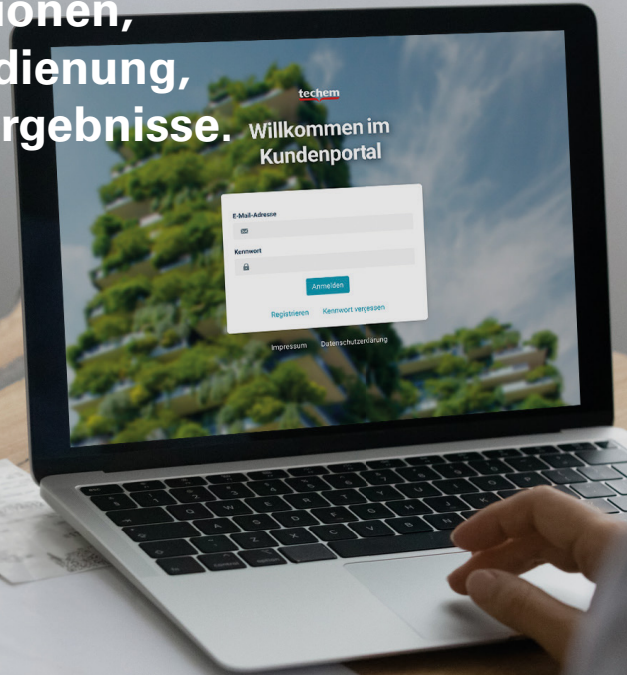 ionen,
dienung,
rgebnisse.
techem
Willkommen im
Kundenportal
E-Mail-Adresse
Kennwort
Anmelden
Registrieren Kennwort vergessen
Impressum Datenschutzerklärung